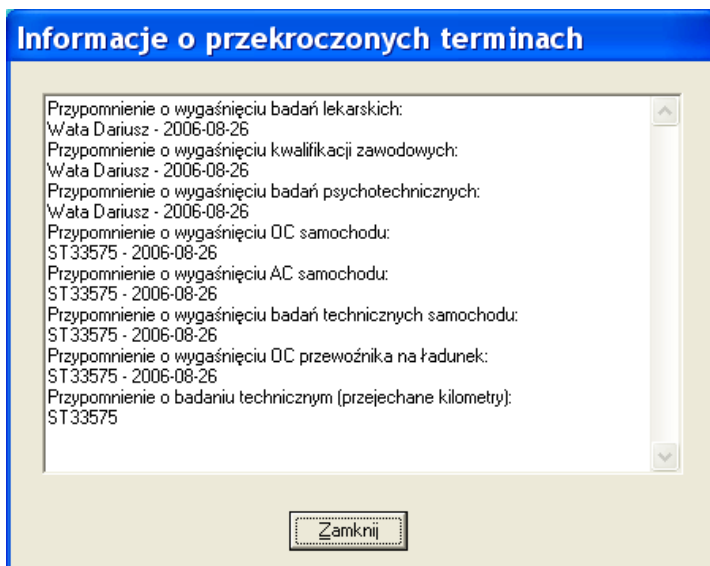 Informacje o przekroczonych terminach
Przypomnienie o wygaśnięciu badań lekarskich:
Wata Dariusz - 2006-08-26
Przypomnienie o wygaśnięciu kwalifikacji zawodowych:
Wata Dariusz - 2006-08-26
Przypomnienie o wygaśnięciu badań psychotechnicznych:
Wata Dariusz - 2006-08-26
Przypomnienie o wygaśnięciu OC samochodu:
ST33575 - 2006-08-26
Przypomnienie o wygaśnięciu AC samochodu:
ST33575 - 2006-08-26
Przypomnienie o wygaśnięciu badań technicznych samochodu:
ST33575 - 2006-08-26
Przypomnienie o wygaśnięciu OC przewoźnika na ładunek:
ST33575 - 2006-08-26
Przypomnienie o badaniu technicznym (przejechane kilometry):
ST33575
Zamknij